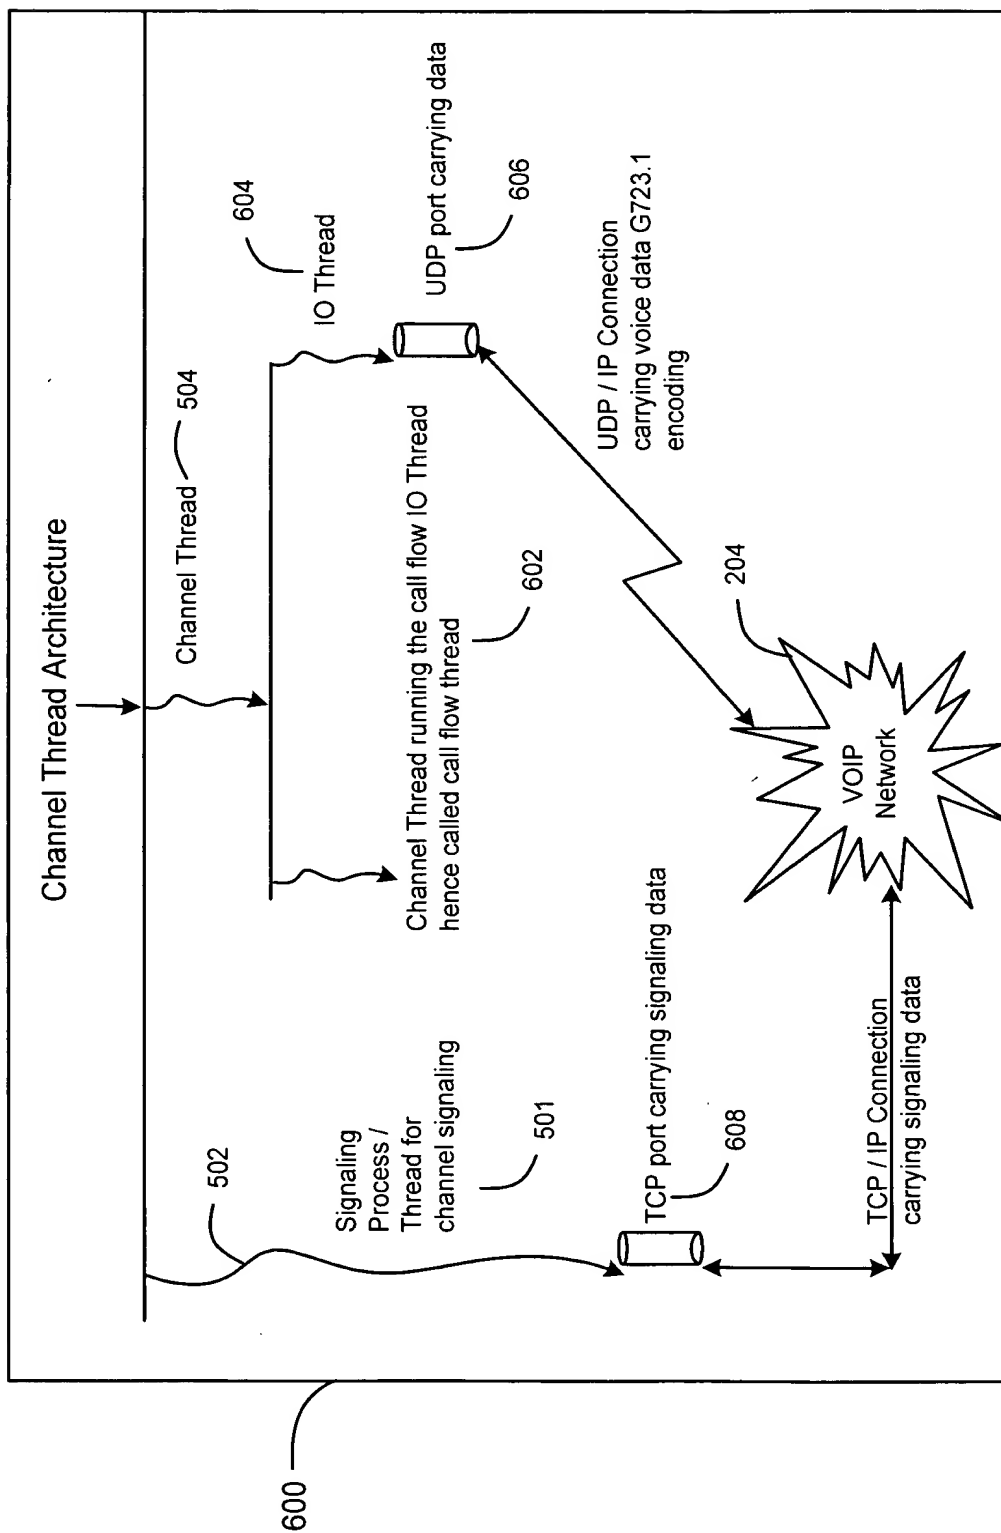 Channel Thread Architecture
Channel Thread
504
604
IO Thread
UDP port carrying data
606
Channel Thread running the call flow IO Thread
hence called call flow thread
602
502
Signaling
Process /
Thread for
channel signaling
501
TCP port carrying signaling data
608
UDP / IP Connection
carrying voice data G723.1
encoding
204
VOIP
Network
TCP / IP Connection
carrying signaling data
600